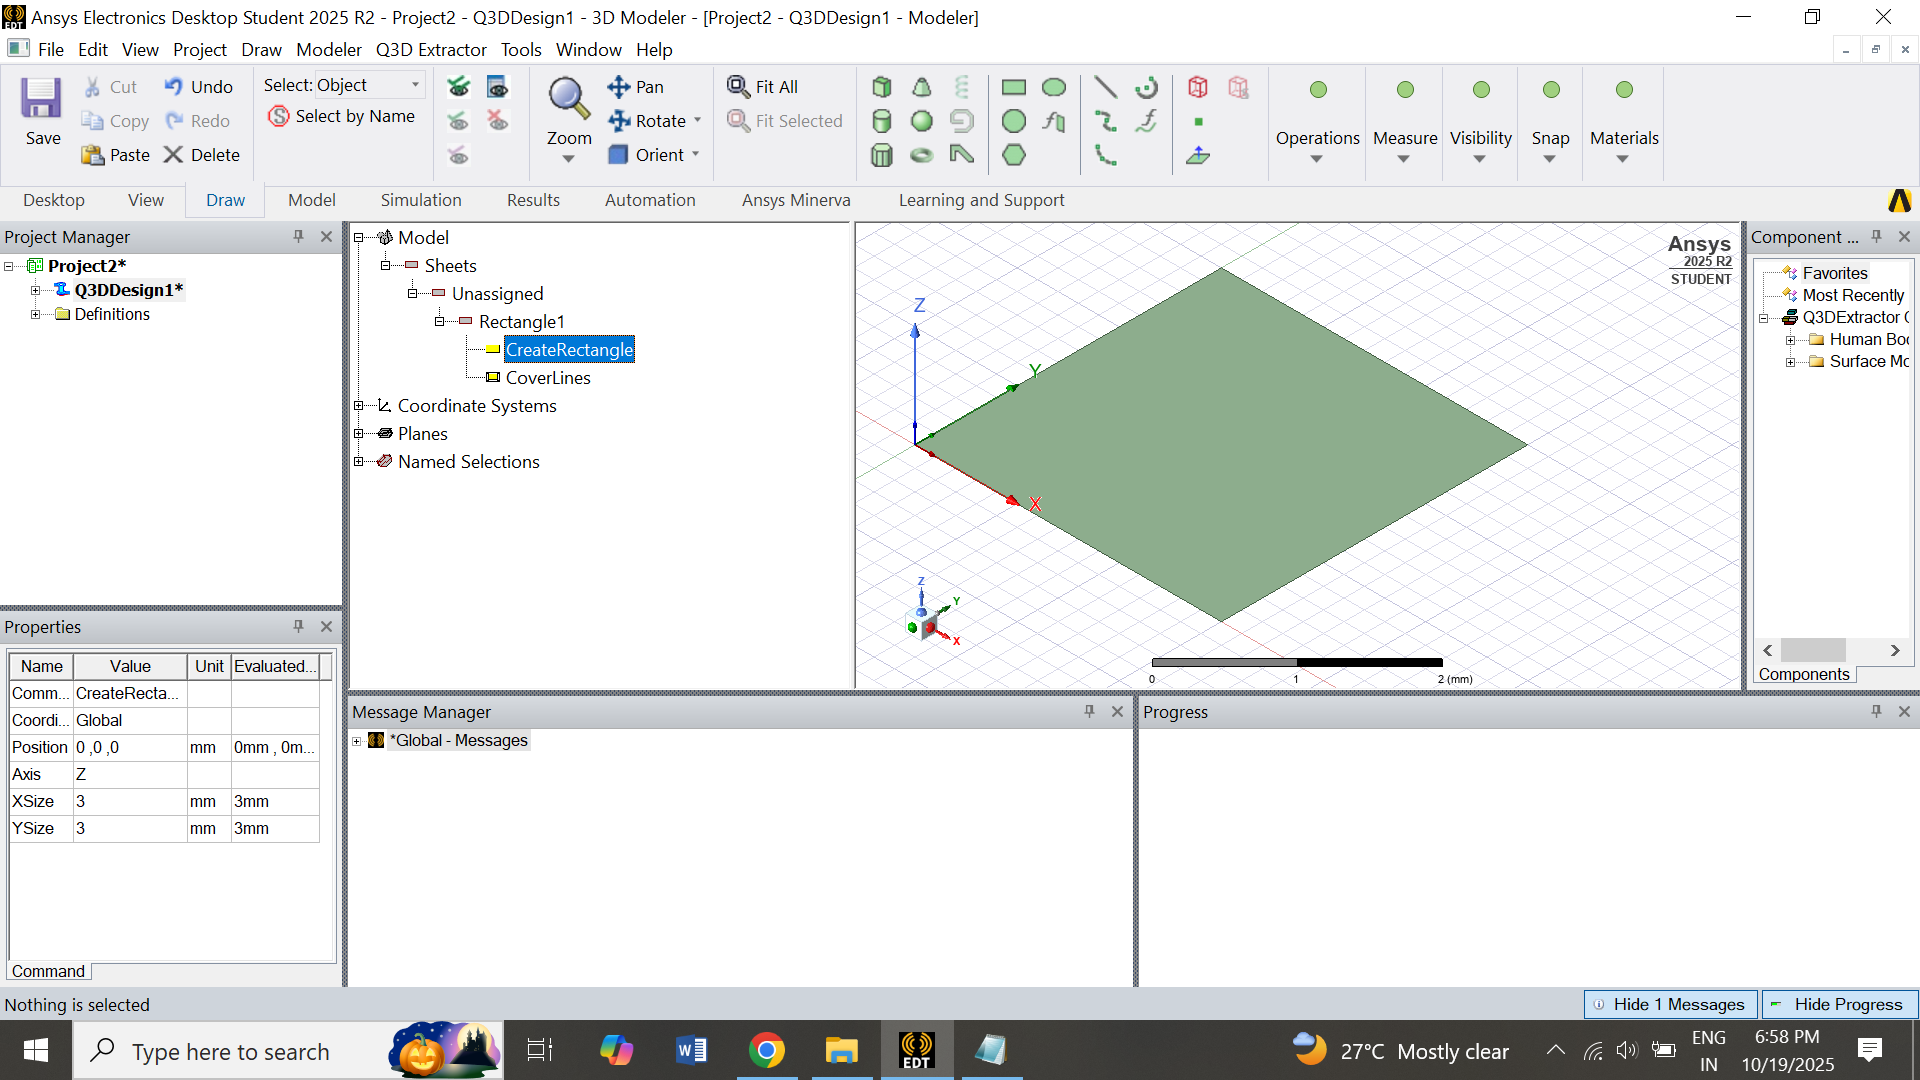 Ansys Electronics Desktop Student 2025 R2 - Project2 - Q3DDesign1 - 3D Modeler - [Project2 - Q3DDesign1 - Modeler]
File Edit View Project Draw Modeler Q3D Extractor Tools Window Help
Save
Cut
Copy
Paste
Undo
Redo
Delete
Select: Object
Select by Name
Zoom
Pan
Rotate
Orient
Fit All
Fit Selected
Operations
Measure
Visibility
Snap
Materials
Desktop View Draw Model Simulation Results Automation Ansys Minerva Learning and Support
Project Manager
Project2*
Q3DDesign1*
Definitions
Model
Sheets
Unassigned
Rectangle1
CreateRectangle
CoverLines
Coordinate Systems
Planes
Named Selections
Ansys
2025 R2
STUDENT
Z
Y
X
Z
Y
X
0 1 2 (mm)
Component ...
Favorites
Most Recently
Q3DExtractor
Human Bo
Surface Mo
Components
Properties
Name Value Unit Evaluated...
Comm... CreateRecta...
Coordi... Global
Position 0 ,0 ,0 mm 0mm , 0m...
Axis Z
XSize 3 mm 3mm
YSize 3 mm 3mm
Command
Message Manager
*Global - Messages
Progress
Nothing is selected
Hide 1 Messages
Hide Progress
Type here to search
EDT
27°C Mostly clear
ENG
IN
6:58 PM
10/19/2025